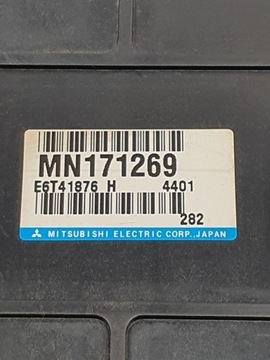 MN171269
E6T41876 H 4401
282
MITSUBISHI ELECTRIC CORP.,JAPAN